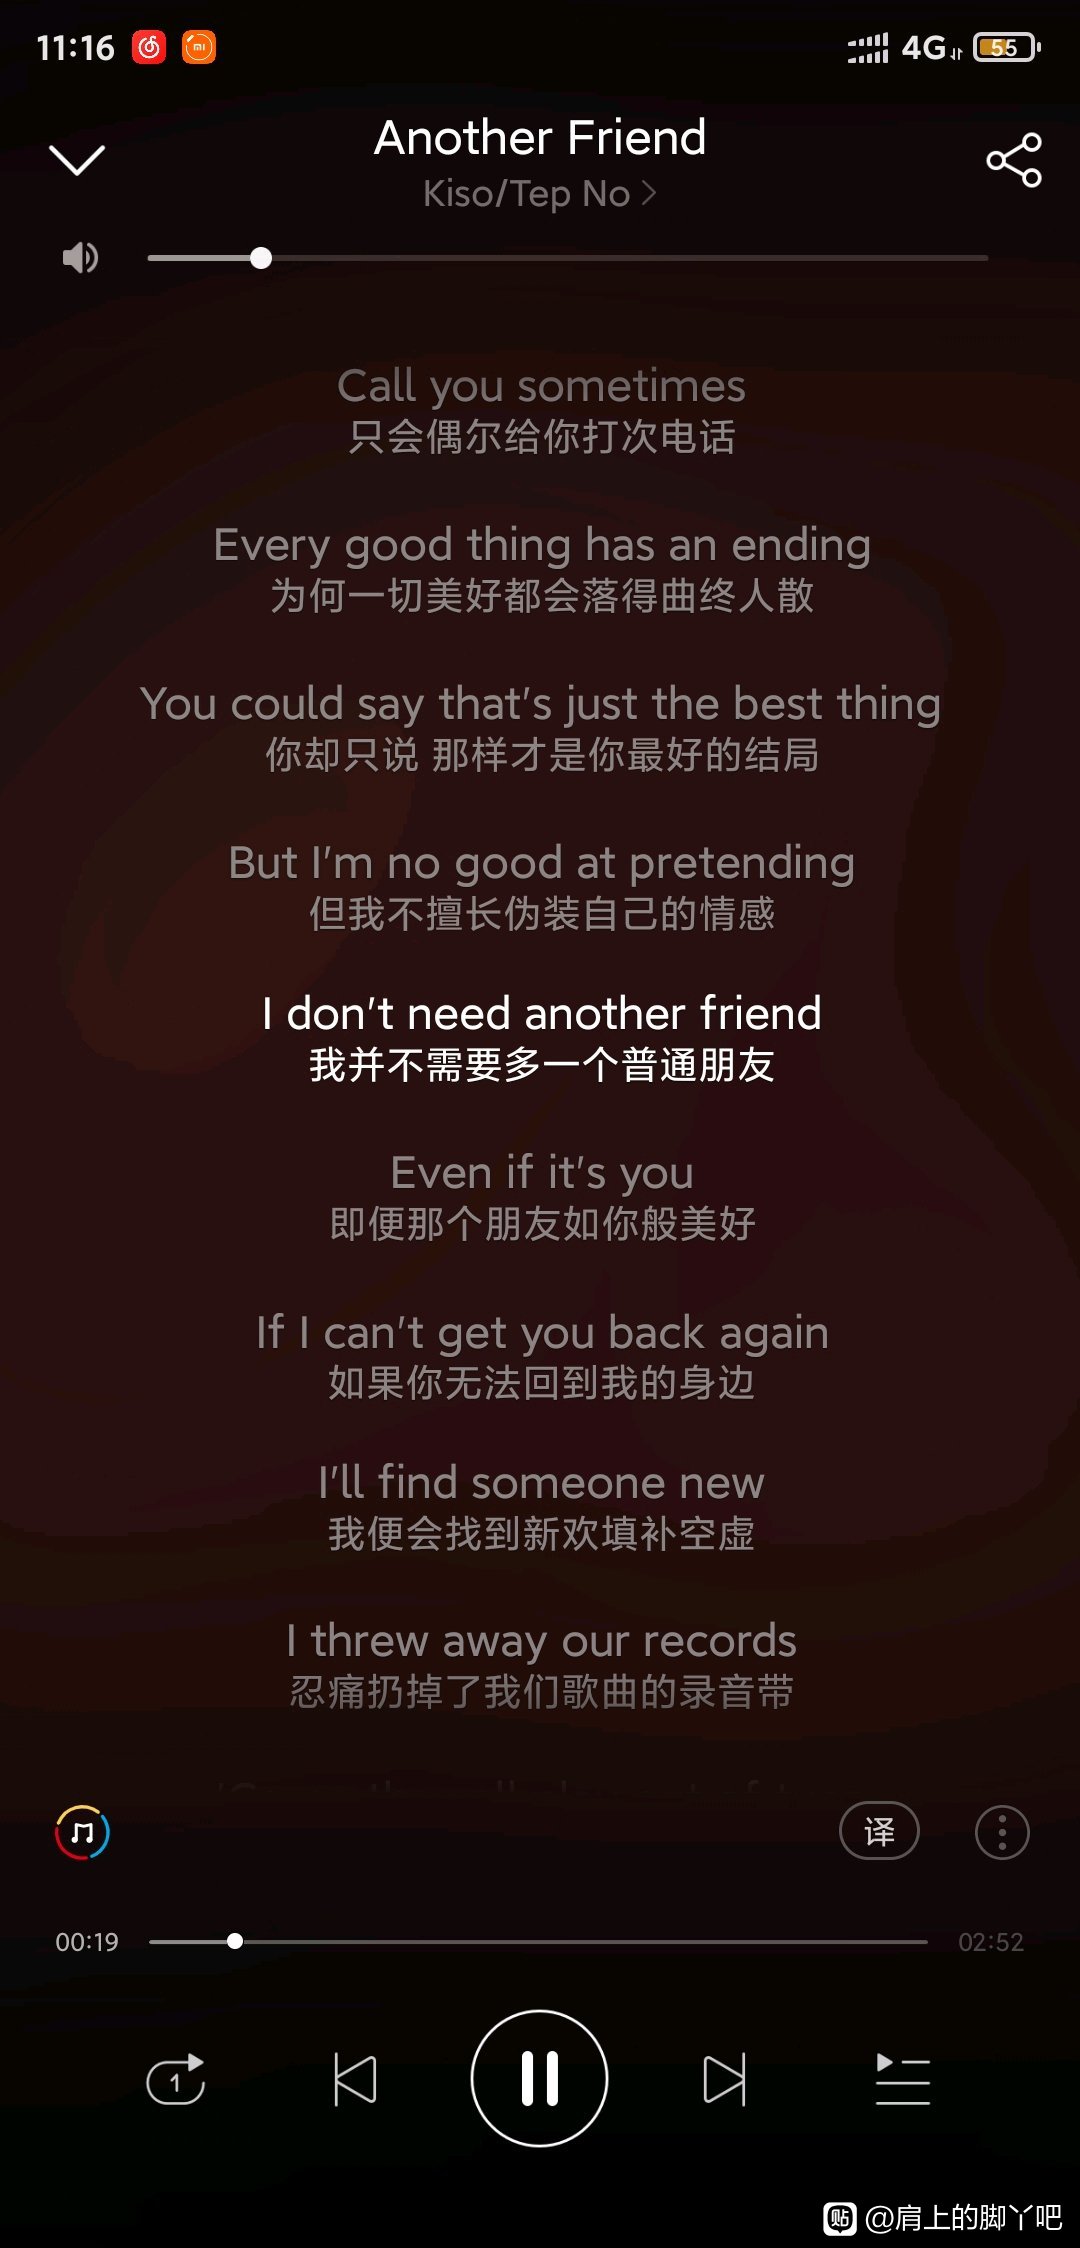 11:16
4G
55
Another Friend
Kiso/Tep No
Call you sometimes
只会偶尔给你打次电话
Every good thing has an ending
为何一切美好都会落得曲终人散
You could say that's just the best thing
你却只说 那样才是你最好的结局
But I'm no good at pretending
但我不擅长伪装自己的情感
I don't need another friend
我并不需要多一个普通朋友
Even if it's you
即便那个朋友如你般美好
If I can't get you back again
如果你无法回到我的身边
I'll find someone new
我便会找到新欢填补空虚
I threw away our records
忍痛扔掉了我们歌曲的录音带
译
00:19
02:52
1
贴 @肩上的脚丫吧